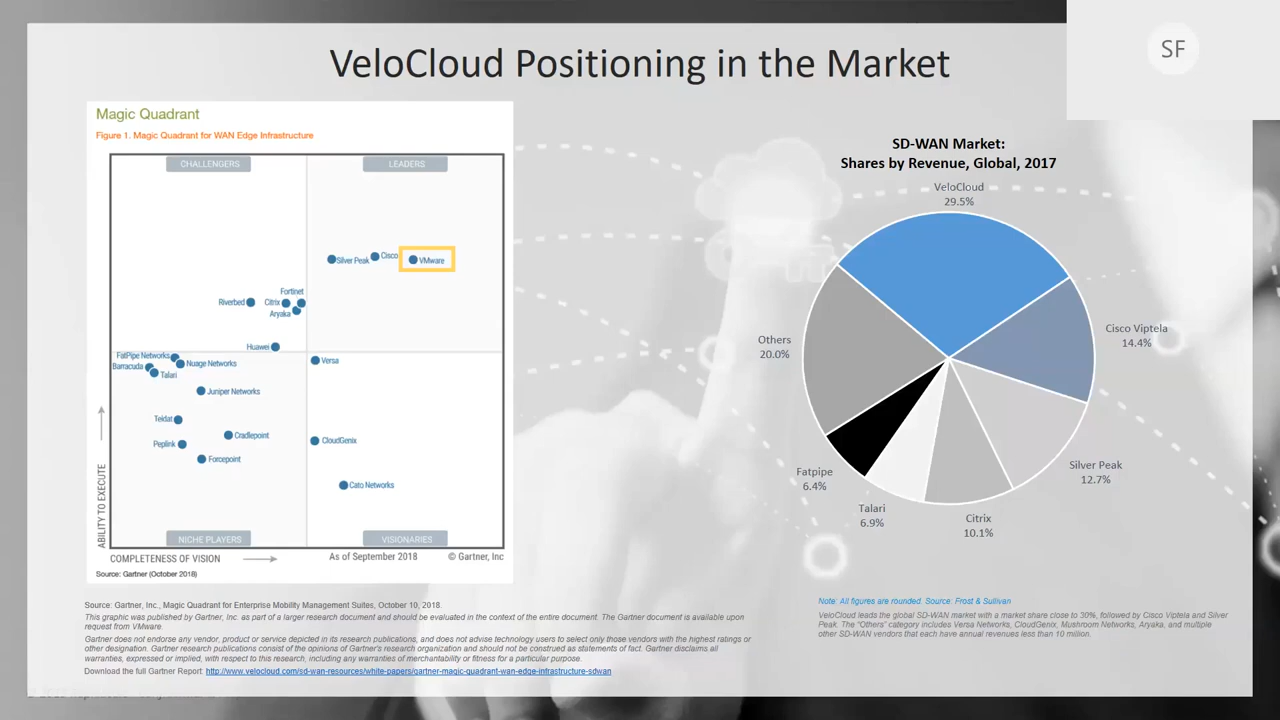 VeloCloud Positioning in the Market
SF
Magic Quadrant
Figure 1. Magic Quadrant for WAN Edge Infrastructure
CHALLENGERS
LEADERS
Silver Peak
Cisco
VMware
Fortinet
Riverbed
Citrix
Aryaka
Huawei
FatPipe Networks
Barracuda
Nuage Networks
Talari
Versa
Juniper Networks
Teldat
Cradlepoint
Peplink
CloudGenix
Forcepoint
Cato Networks
ABILITY TO EXECUTE
NICHE PLAYERS
VISIONARIES
COMPLETENESS OF VISION
As of September 2018
© Gartner, Inc
Source: Gartner (October 2018)
Source: Gartner, Inc., Magic Quadrant for Enterprise Mobility Management Suites, October 10, 2018.
This graphic was published by Gartner Inc. as part of a larger research document and should be evaluated in the context of the entire document. The Gartner document is available upon
request from VMware.
Gartner does not endorse any vendor, product or service depicted in its research publications, and does not advise technology users to select only those vendors with the highest ratings or
other designation. Gartner research publications consist of the opinions of Gartner's research organization and should not be construed as statements of fact. Gartner disclaims all
warranties, expressed or implied, with respect to this research, including any warranties of merchantability or fitness for a particular purpose.
Download the full Gartner Report: http://www.velocloud.com/sd-wan-resources/white-papers/gartner-magic-quadrant-wan-edge-infrastructure-sdwan
SD-WAN Market:
Shares by Revenue, Global, 2017
VeloCloud
29.5%
Cisco Viptela
14.4%
Silver Peak
12.7%
Citrix
10.1%
Talari
6.9%
Fatpipe
6.4%
Others
20.0%
Note: All figures are rounded. Source: Frost & Sullivan
VeloCloud leads the global SD-WAN market with a market share close to 30%, followed by Cisco Viptela and Silver
Peak. The "Others" category includes Versa Networks, CloudGenix, Mushroom Networks, Aryaka, and multiple
other SD-WAN vendors that each have annual revenues less than 10 million.